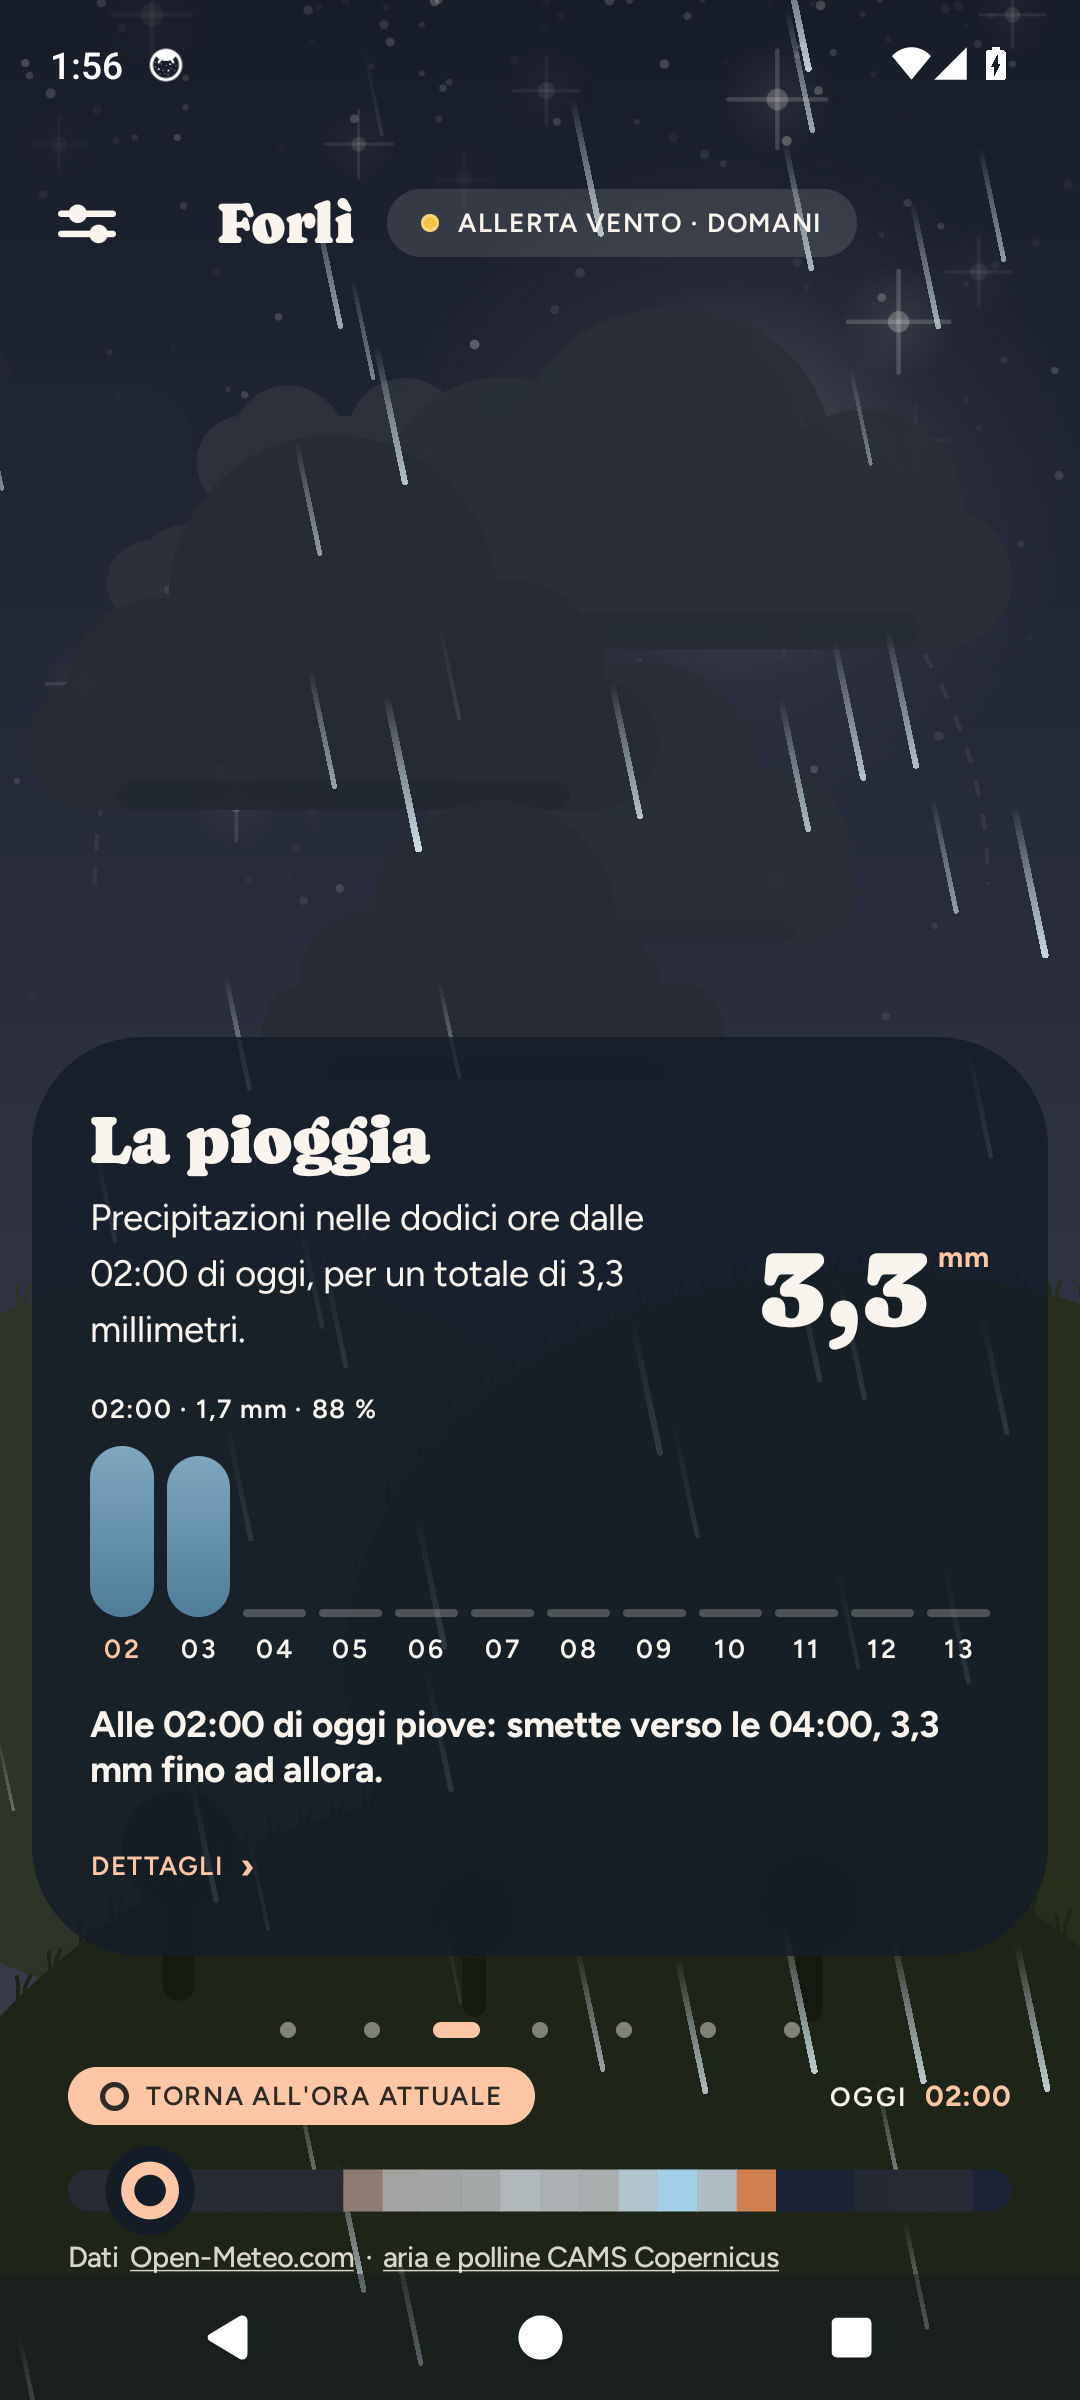 1:56
Forlì
ALLERTA VENTO · DOMANI
La pioggia
Precipitazioni nelle dodici ore dalle
02:00 di oggi, per un totale di 3,3
millimetri.
3,3 mm
02:00 · 1,7 mm · 88 %
02 03 04 05 06 07 08 09 10 11 12 13
Alle 02:00 di oggi piove: smette verso le 04:00, 3,3
mm fino ad allora.
DETTAGLI ›
TORNA ALL'ORA ATTUALE
OGGI 02:00
Dati Open-Meteo.com · aria e polline CAMS Copernicus